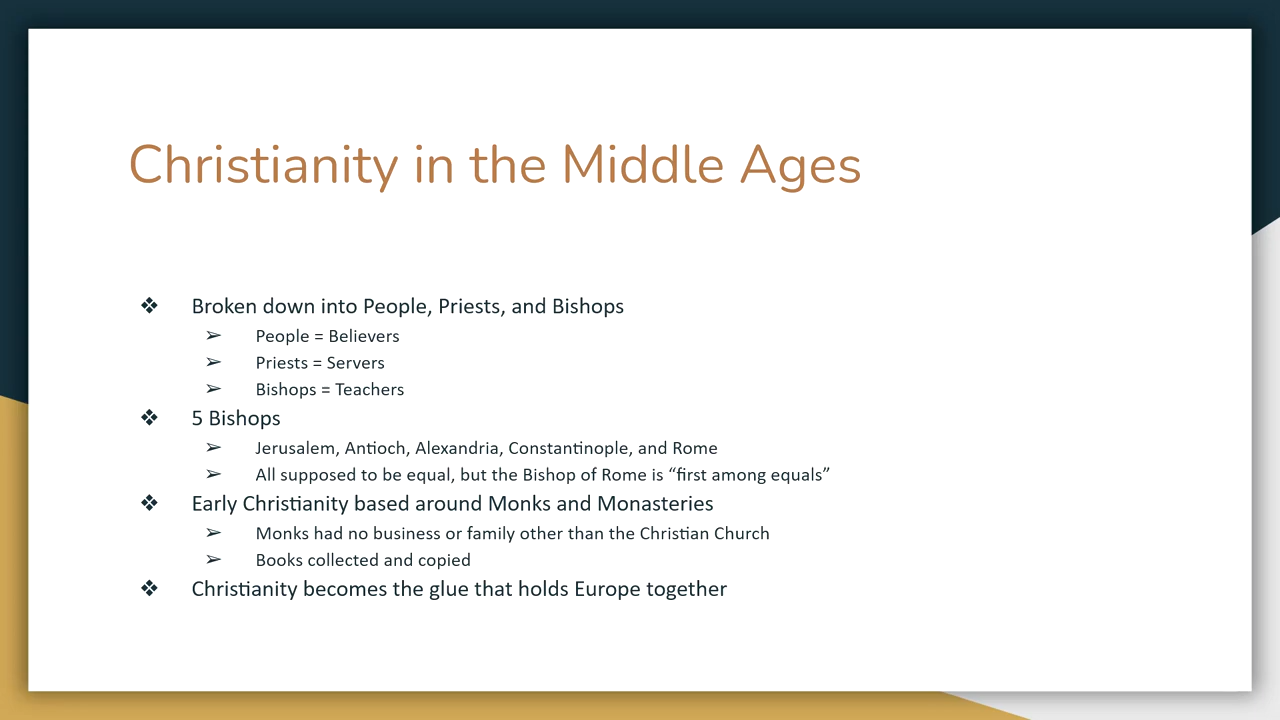 Christianity in the Middle Ages
❖ Broken down into People, Priests, and Bishops
➢ People = Believers
➢ Priests = Servers
➢ Bishops = Teachers
❖ 5 Bishops
➢ Jerusalem, Antioch, Alexandria, Constantinople, and Rome
➢ All supposed to be equal, but the Bishop of Rome is “first among equals”
❖ Early Christianity based around Monks and Monasteries
➢ Monks had no business or family other than the Christian Church
➢ Books collected and copied
❖ Christianity becomes the glue that holds Europe together